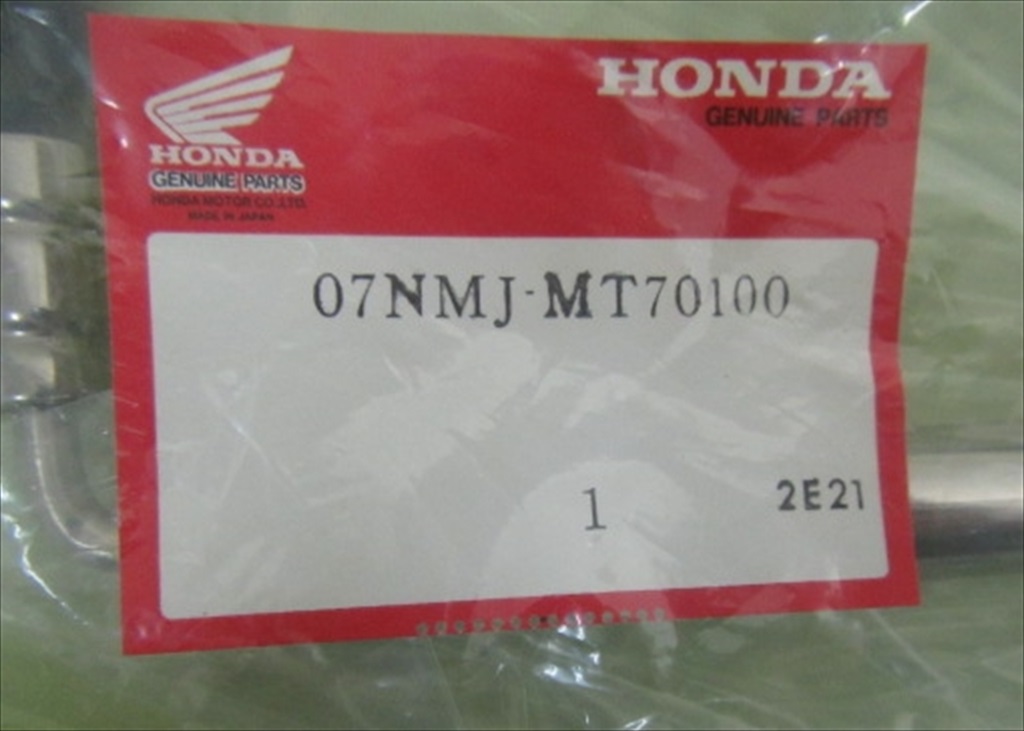 HONDA
GENUINE PARTS
HONDA MOTOR CO.,LTD.
MADE IN JAPAN
HONDA
GENUINE PARTS
07NMJ-MT70100
1
2E21